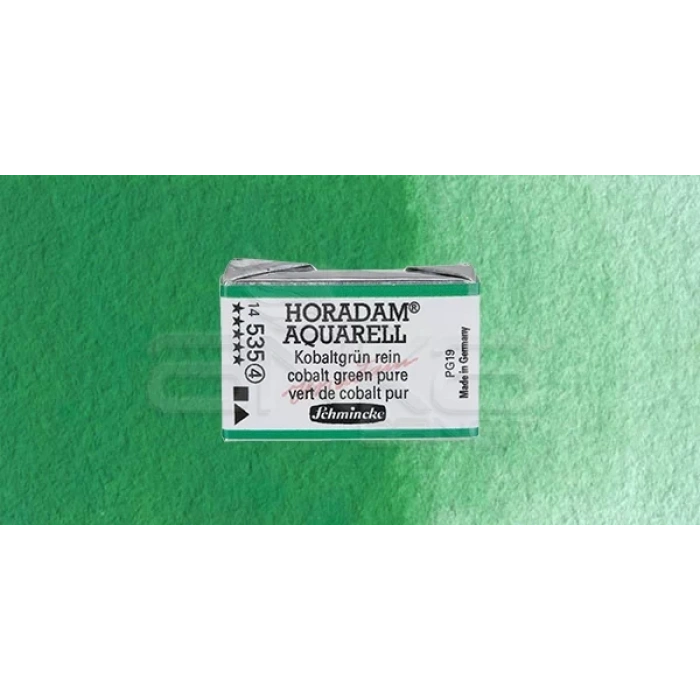 HORADAM®
AQUARELL
Kobaltgrün rein
cobalt green pure
vert de cobalt pur
Schmincke
14 535 4
★★★★★
PG19
Made in Germany